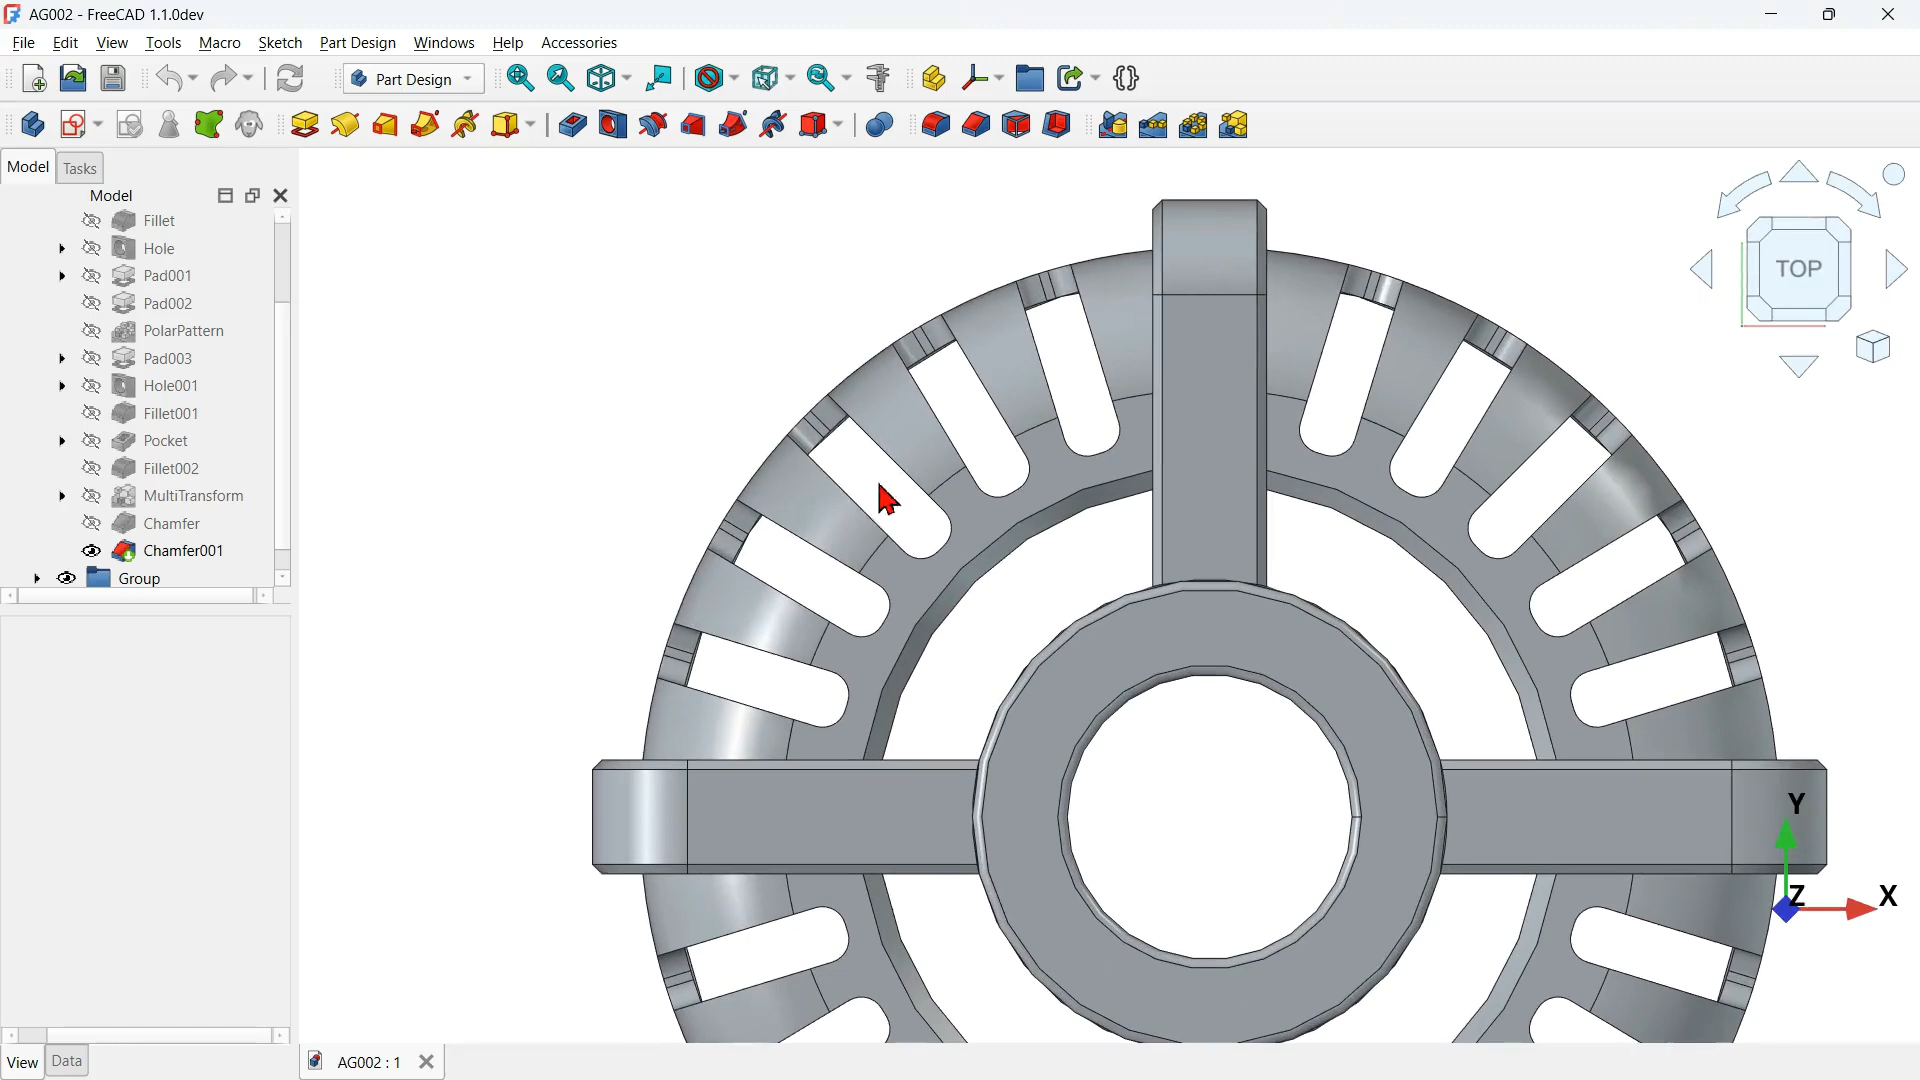 AG002 - FreeCAD 1.1.0dev
File Edit View Tools Macro Sketch Part Design Windows Help Accessories
Part Design
Model Tasks
Model
Fillet
Hole
Pad001
Pad002
PolarPattern
Pad003
Hole001
Fillet001
Pocket
Fillet002
MultiTransform
Chamfer
Chamfer001
Group
TOP
Y
Z
X
View Data
AG002 : 1